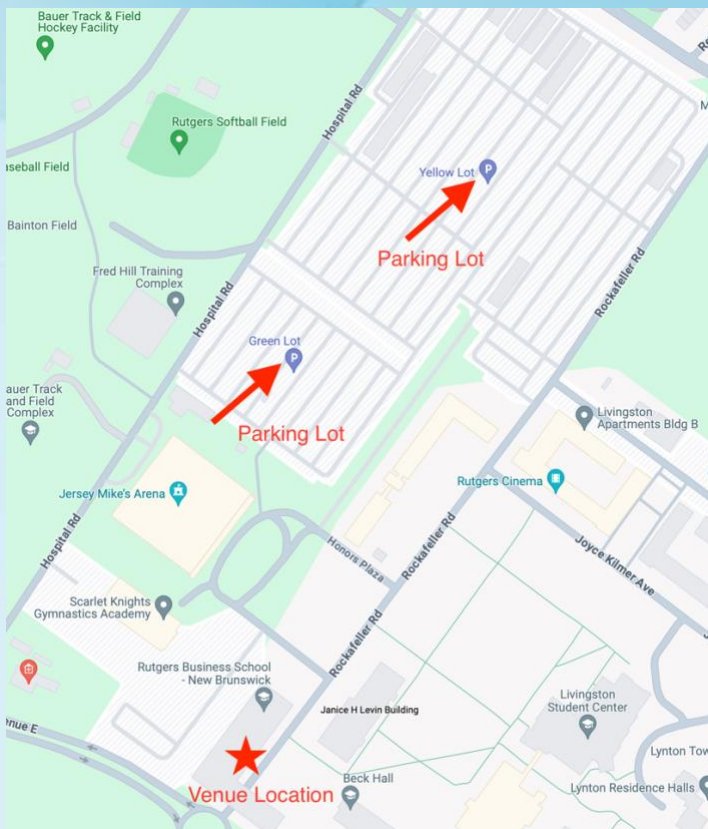 Bauer Track & Field
Hockey Facility
Rutgers Softball Field
Hospital Rd
aseball Field
Yellow Lot
P
Parking Lot
Bainton Field
Fred Hill Training
Complex
Hospital Rd
Rockafeller Rd
Green Lot
P
Parking Lot
auer Track
and Field
Complex
Livingston
Apartments Bldg B
Jersey Mike's Arena
Rutgers Cinema
Hospital Rd
Rockafeller Rd
Honors Plaza
Joyce Kilmer Ave
Scarlet Knights
Gymnastics Academy
Rockafeller Rd
Rutgers Business School
- New Brunswick
Janice H Levin Building
Livingston
Student Center
enue E
Venue Location
Beck Hall
Lynton Tow
Lynton Residence Halls